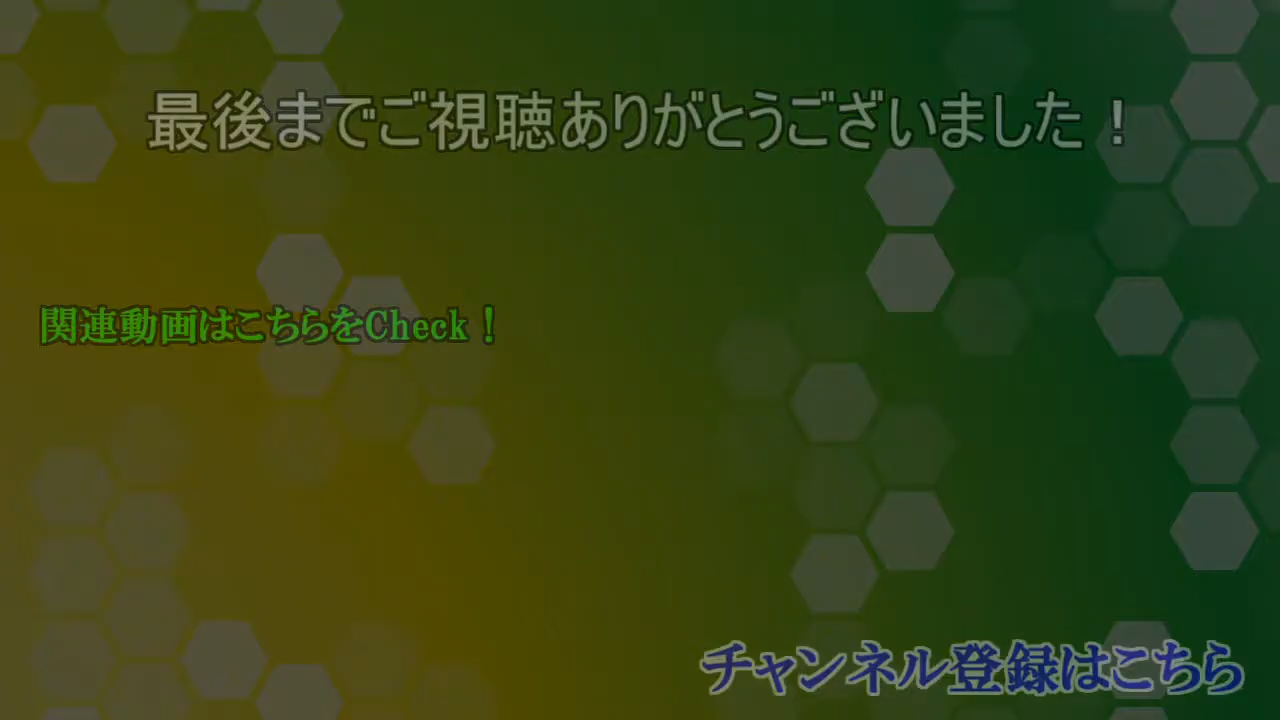 最後までご視聴ありがとうございました！
関連動画はこちらをCheck！
チャンネル登録はこちら